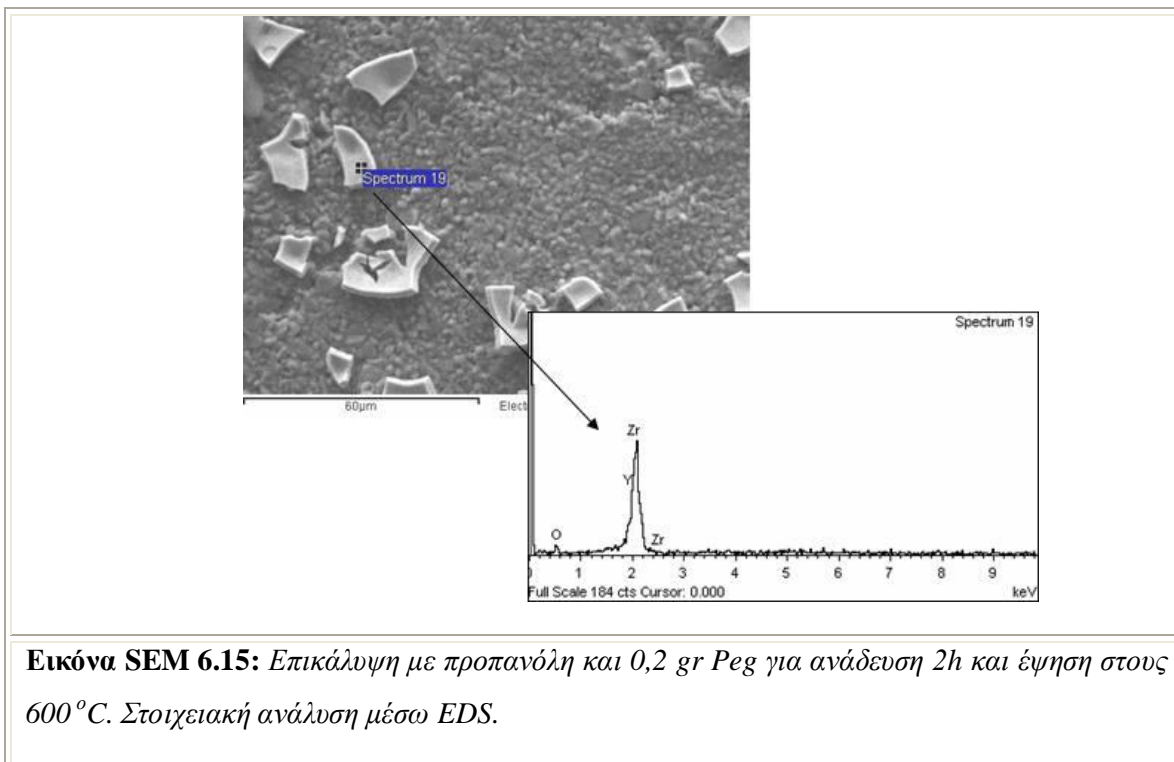 Spectrum 19
60μm
Elect
Spectrum 19
Zr
Y
O
Zr
1 2 3 4 5 6 7 8 9
Full Scale 184 cts Cursor: 0.000 keV
Εικόνα SEM 6.15: Επικάλυψη με προπανόλη και 0,2 gr Peg για ανάδευση 2h και έψηση στους
600 °C. Στοιχειακή ανάλυση μέσω EDS.